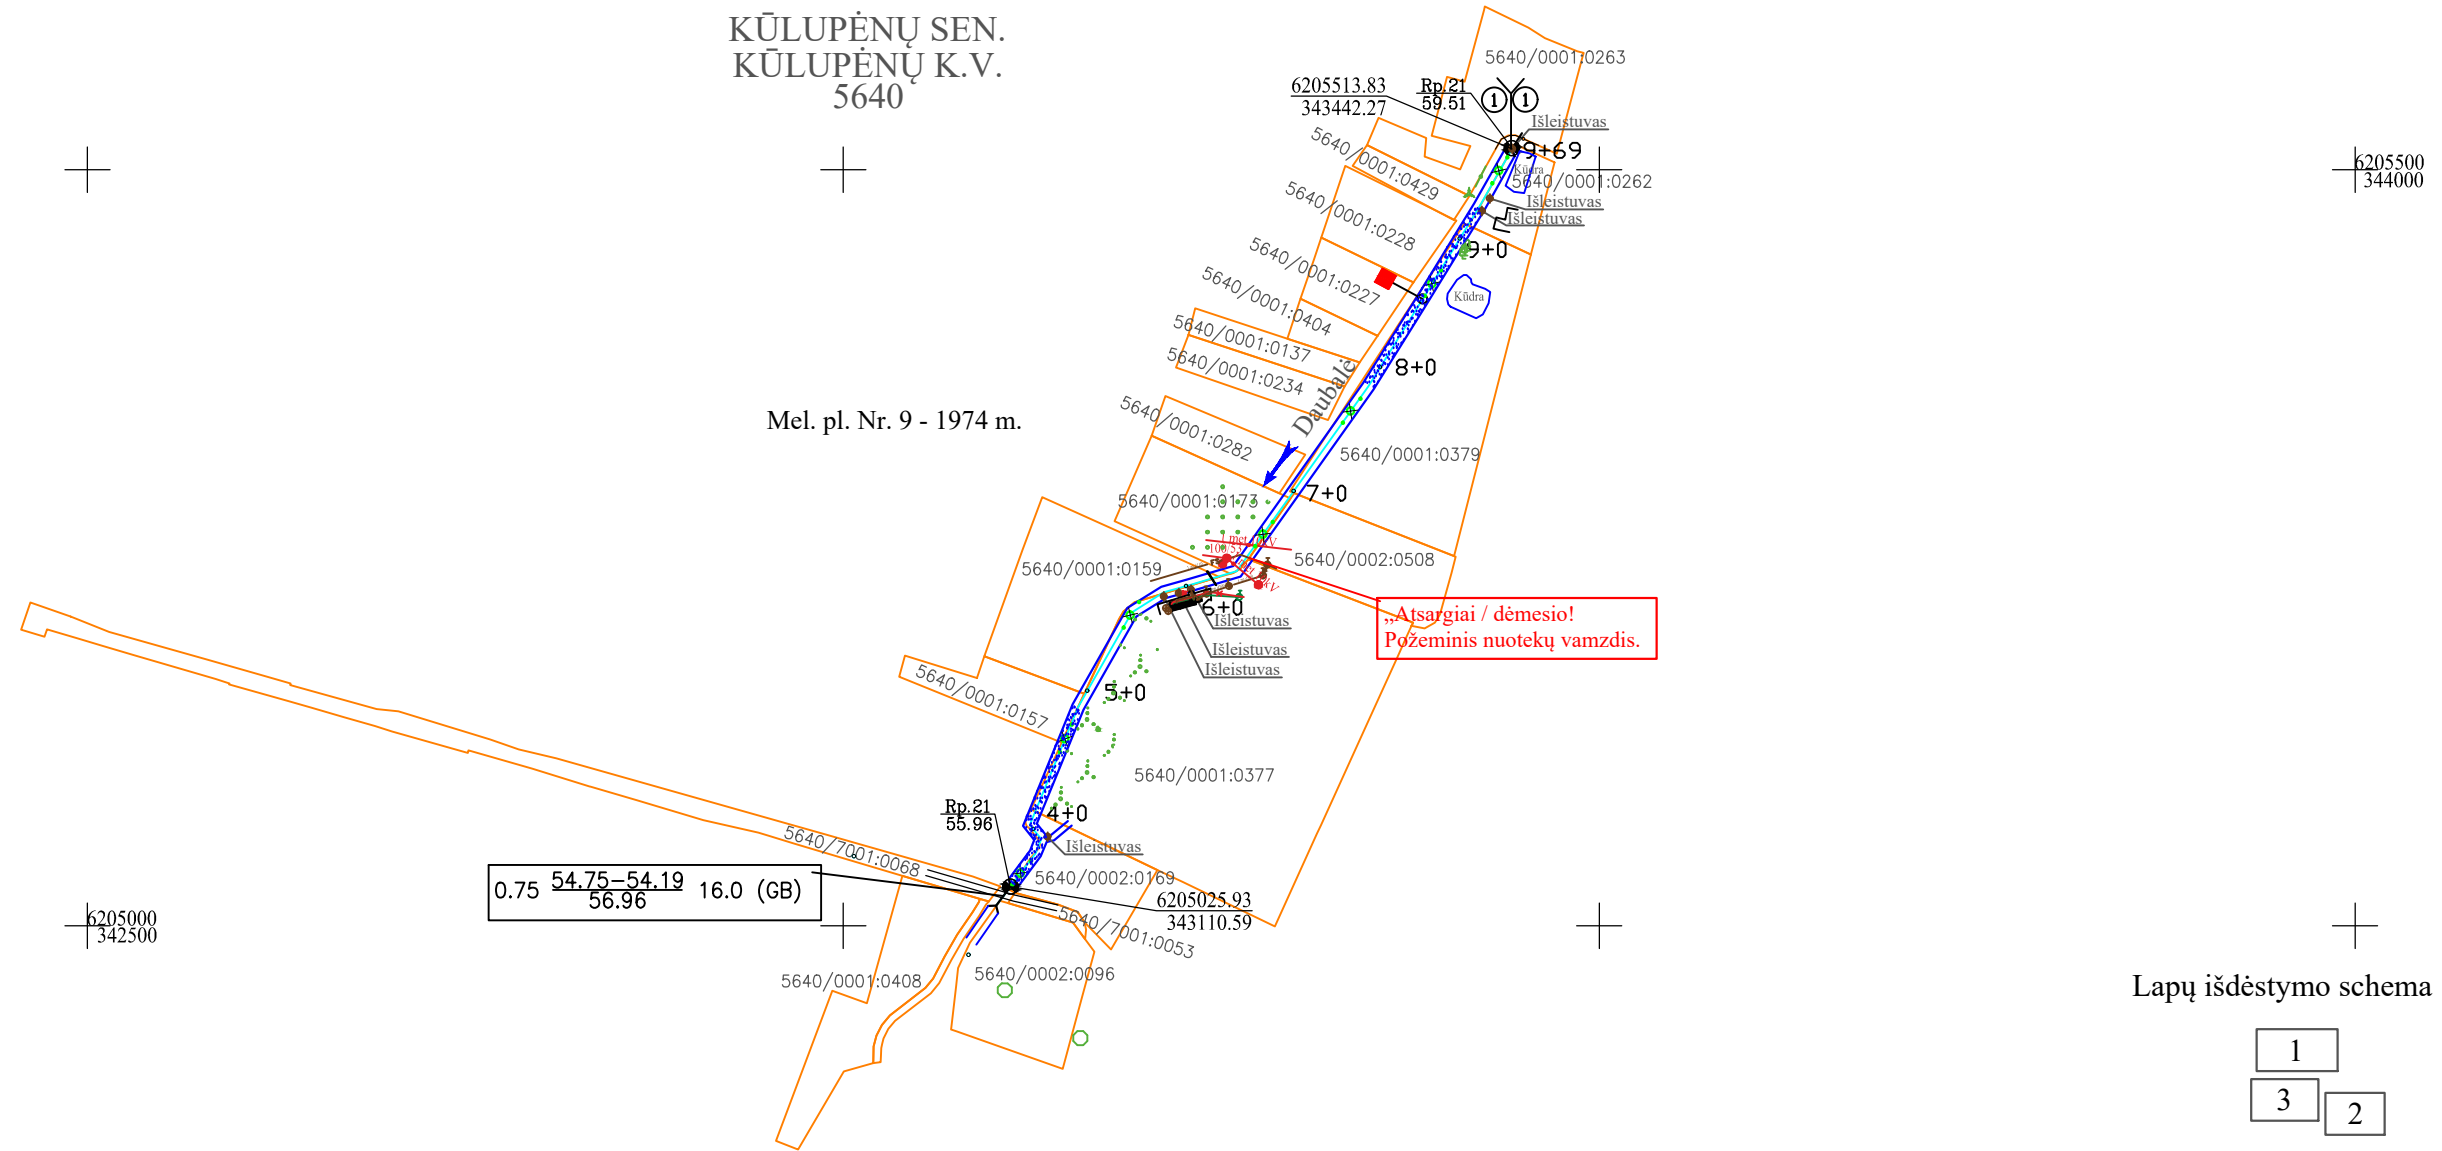 KŪLUPĖNŲ SEN.
KŪLUPĖNŲ K.V.
5640
5640/0001:0263
6205513.83
343442.27
Rp.21
59.51
1
1
Išleistuvas
9+69
Kūdra
5640/0001:0262
Išleistuvas
Išleistuvas
6205500
344000
5640/0001:0429
5640/0001:0228
5640/0001:0227
9+0
Kūdra
5640/0001:0404
5640/0001:0137
5640/0001:0234
8+0
Daubalė
Mel. pl. Nr. 9 - 1974 m.
5640/0001:0282
5640/0001:0379
5640/0001:0173
7+0
5640/0002:0508
5640/0001:0159
6+0
Išleistuvas
Išleistuvas
Išleistuvas
„Atsargiai / dėmesio!
Požeminis nuotekų vamzdis.
5640/0001:0157
5+0
5640/0001:0377
Rp.21
55.96
4+0
Išleistuvas
5640/7001:0068
5640/0002:0169
0.75 54.75-54.19 16.0 (GB)
56.96
6205025.93
343110.59
6205000
342500
5640/7001:0053
5640/0001:0408
5640/0002:0096
Lapų išdėstymo schema
1
3
2